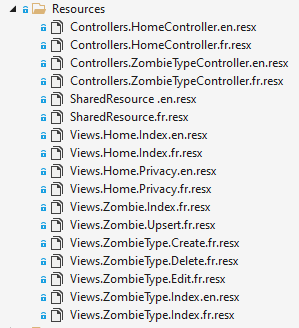 Resources
Controllers.HomeController.en.resx
Controllers.HomeController.fr.resx
Controllers.ZombieTypeController.en.resx
Controllers.ZombieTypeController.fr.resx
SharedResource .en.resx
SharedResource.fr.resx
Views.Home.Index.en.resx
Views.Home.Index.fr.resx
Views.Home.Privacy.en.resx
Views.Home.Privacy.fr.resx
Views.Zombie.Index.fr.resx
Views.Zombie.Upsert.fr.resx
Views.ZombieType.Create.fr.resx
Views.ZombieType.Delete.fr.resx
Views.ZombieType.Edit.fr.resx
Views.ZombieType.Index.en.resx
Views.ZombieType.Index.fr.resx